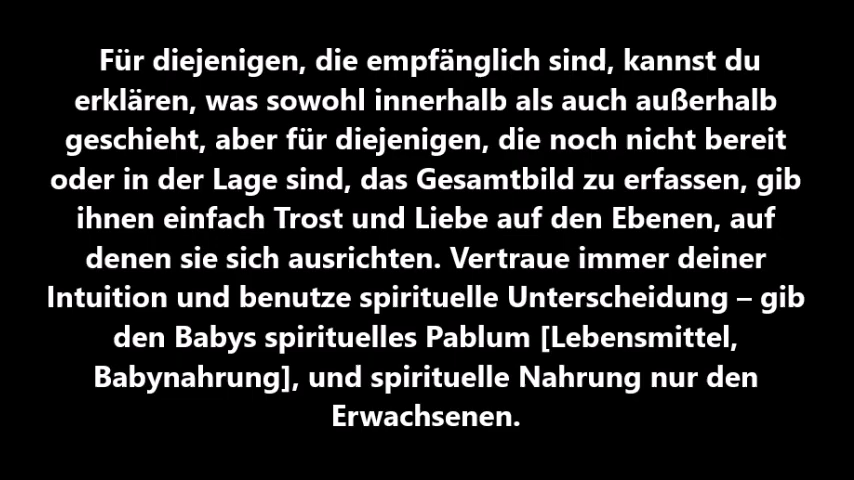 Für diejenigen, die empfänglich sind, kannst du
erklären, was sowohl innerhalb als auch außerhalb
geschieht, aber für diejenigen, die noch nicht bereit
oder in der Lage sind, das Gesamtbild zu erfassen, gib
ihnen einfach Trost und Liebe auf den Ebenen, auf
denen sie sich ausrichten. Vertraue immer deiner
Intuition und benutze spirituelle Unterscheidung – gib
den Babys spirituelles Pablum [Lebensmittel,
Babynahrung], und spirituelle Nahrung nur den
Erwachsenen.